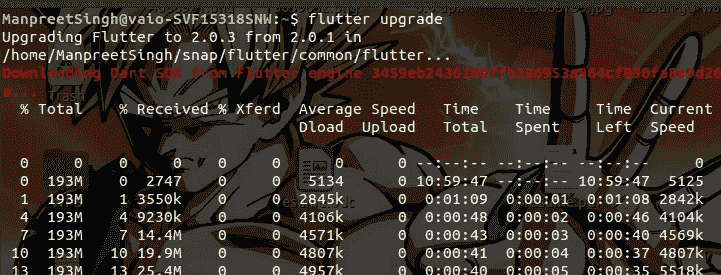 ManpreetSingh@vaio-SVF15318SNW:~$ flutter upgrade
Upgrading Flutter to 2.0.3 from 2.0.1 in
/home/ManpreetSingh/snap/flutter/common/flutter...
Downloading Dart SDK from Flutter engine
% Total % Received % Xferd Average Speed Time Time Time Current
Dload Upload Total Spent Left Speed
0 0 0 0 0 0 0 0 --:--:-- --:--:-- --:--:-- 0
0 193M 0 2747 0 0 5134 0 10:59:47 --:--:-- 10:59:47 5125
1 193M 1 3550k 0 0 2845k 0 0:01:09 0:00:01 0:01:08 2842k
4 193M 4 9230k 0 0 4106k 0 0:00:48 0:00:02 0:00:46 4104k
7 193M 7 14.4M 0 0 4571k 0 0:00:43 0:00:03 0:00:40 4569k
10 193M 10 19.9M 0 0 4807k 0 0:00:41 0:00:04 0:00:37 4807k
13 193M 13 25.4M 0 0 4957k 0 0:00:40 0:00:05 0:00:35 5518k